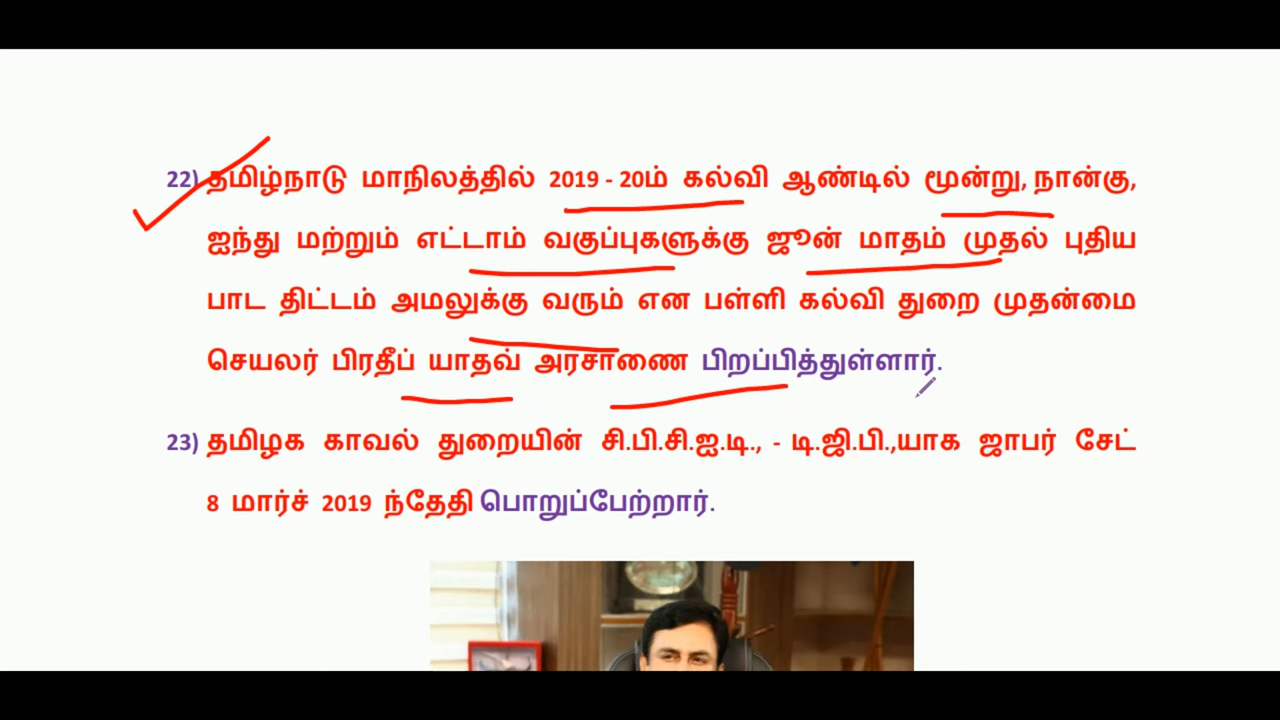 22) தமிழ்நாடு மாநிலத்தில் 2019 - 20ம் கல்வி ஆண்டில் மூன்று, நான்கு,
ஐந்து மற்றும் எட்டாம் வகுப்புகளுக்கு ஜூன் மாதம் முதல் புதிய
பாட திட்டம் அமலுக்கு வரும் என பள்ளி கல்வி துறை முதன்மை
செயலர் பிரதீப் யாதவ் அரசாணை பிறப்பித்துள்ளார்.
23) தமிழக காவல் துறையின் சி.பி.சி.ஐ.டி., - டி.ஜி.பி.,யாக ஜாபர் சேட்
8 மார்ச் 2019 ந்தேதி பொறுப்பேற்றார்.